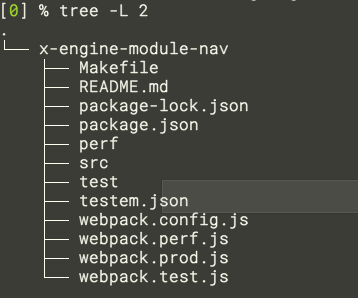 [0] % tree -L 2
.
└── x-engine-module-nav
    ├── Makefile
    ├── README.md
    ├── package-lock.json
    ├── package.json
    ├── perf
    ├── src
    ├── test
    ├── testem.json
    ├── webpack.config.js
    ├── webpack.perf.js
    ├── webpack.prod.js
    └── webpack.test.js